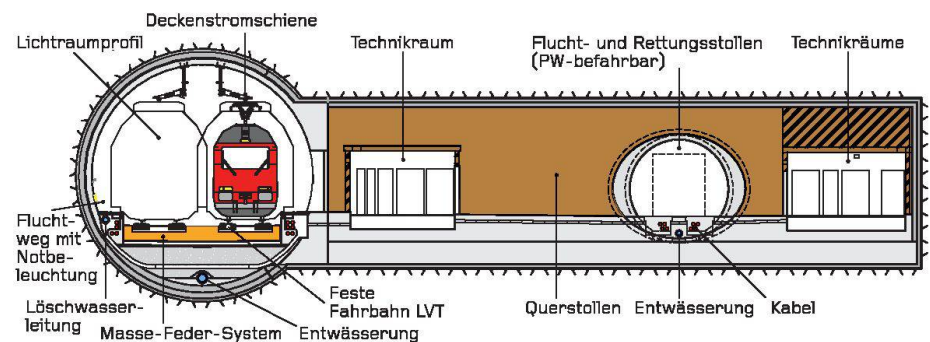 Deckenstromschiene
Lichtraumprofil
Technikraum
Flucht- und Rettungsstollen
(PW-befahrbar)
Technikräume
Flucht-
weg mit
Notbe-
leuchtung
Löschwasser-
leitung
Masse-Feder-System
Entwässerung
Feste
Fahrbahn LVT
Querstollen
Entwässerung
Kabel